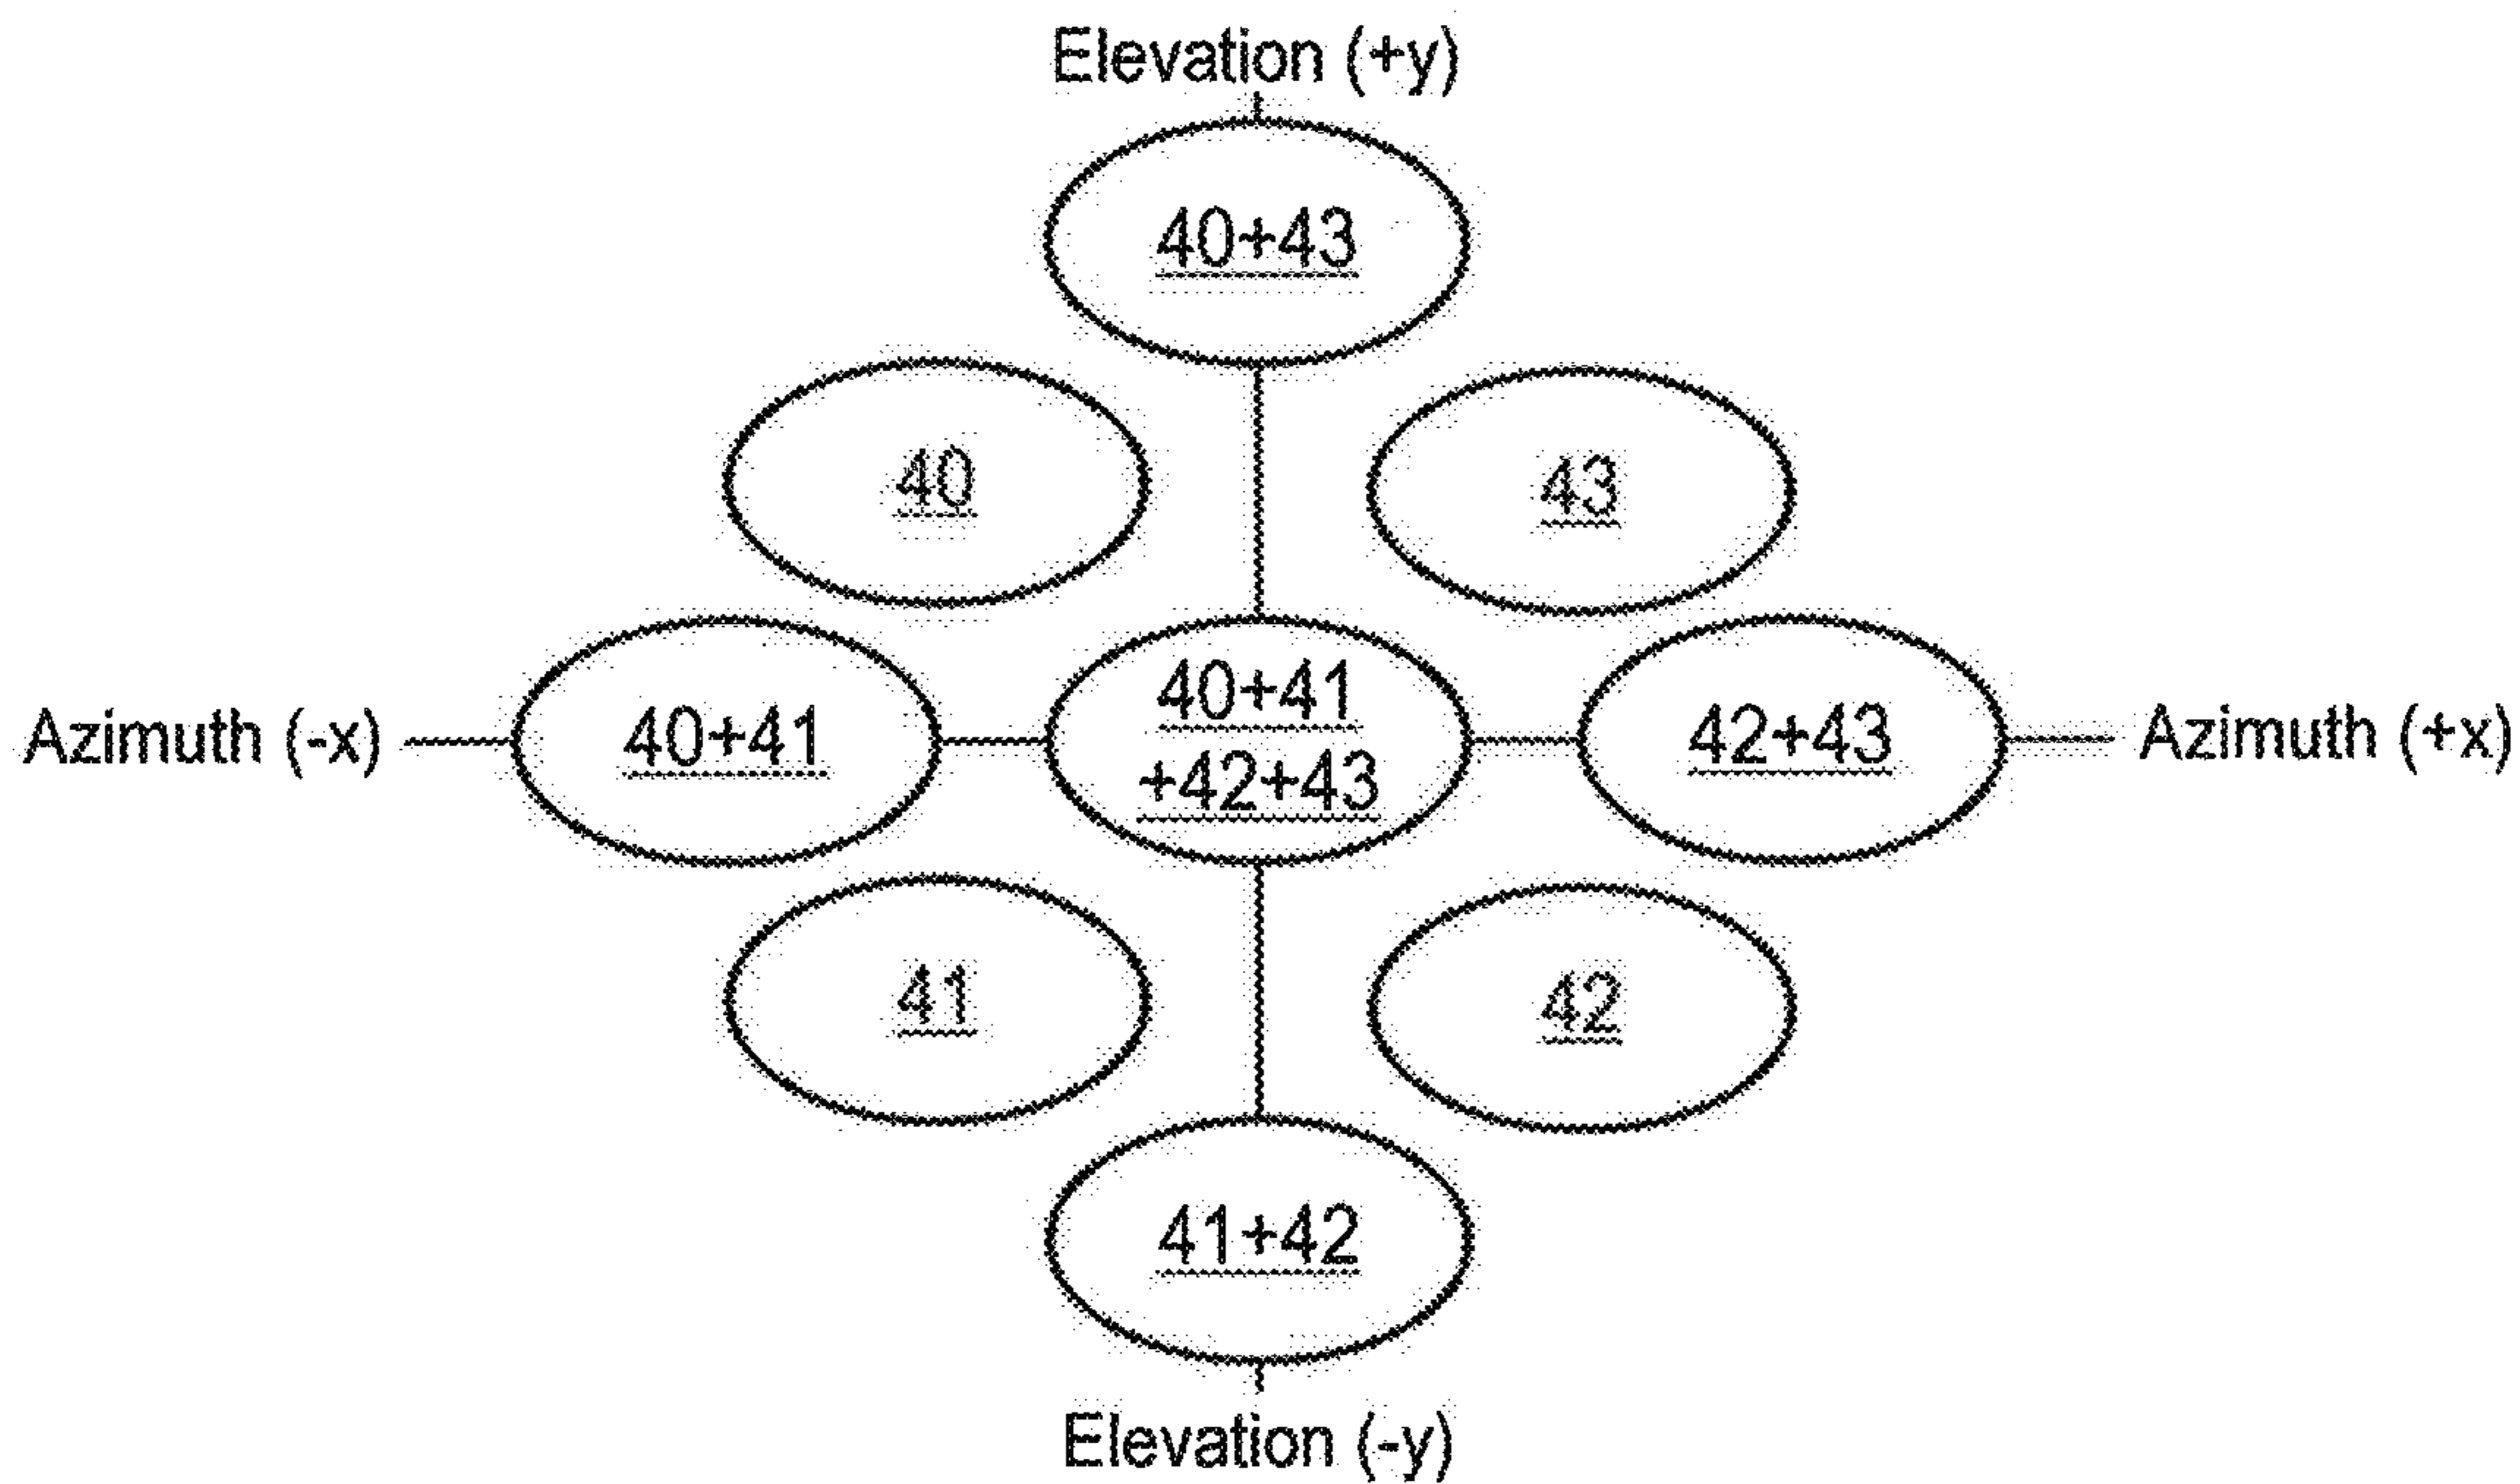 Elevation (+y)
40+43
40
43
Azimuth (-x)
40+41
40+41
+42+43
42+43
Azimuth (+x)
41
42
41+42
Elevation (-y)